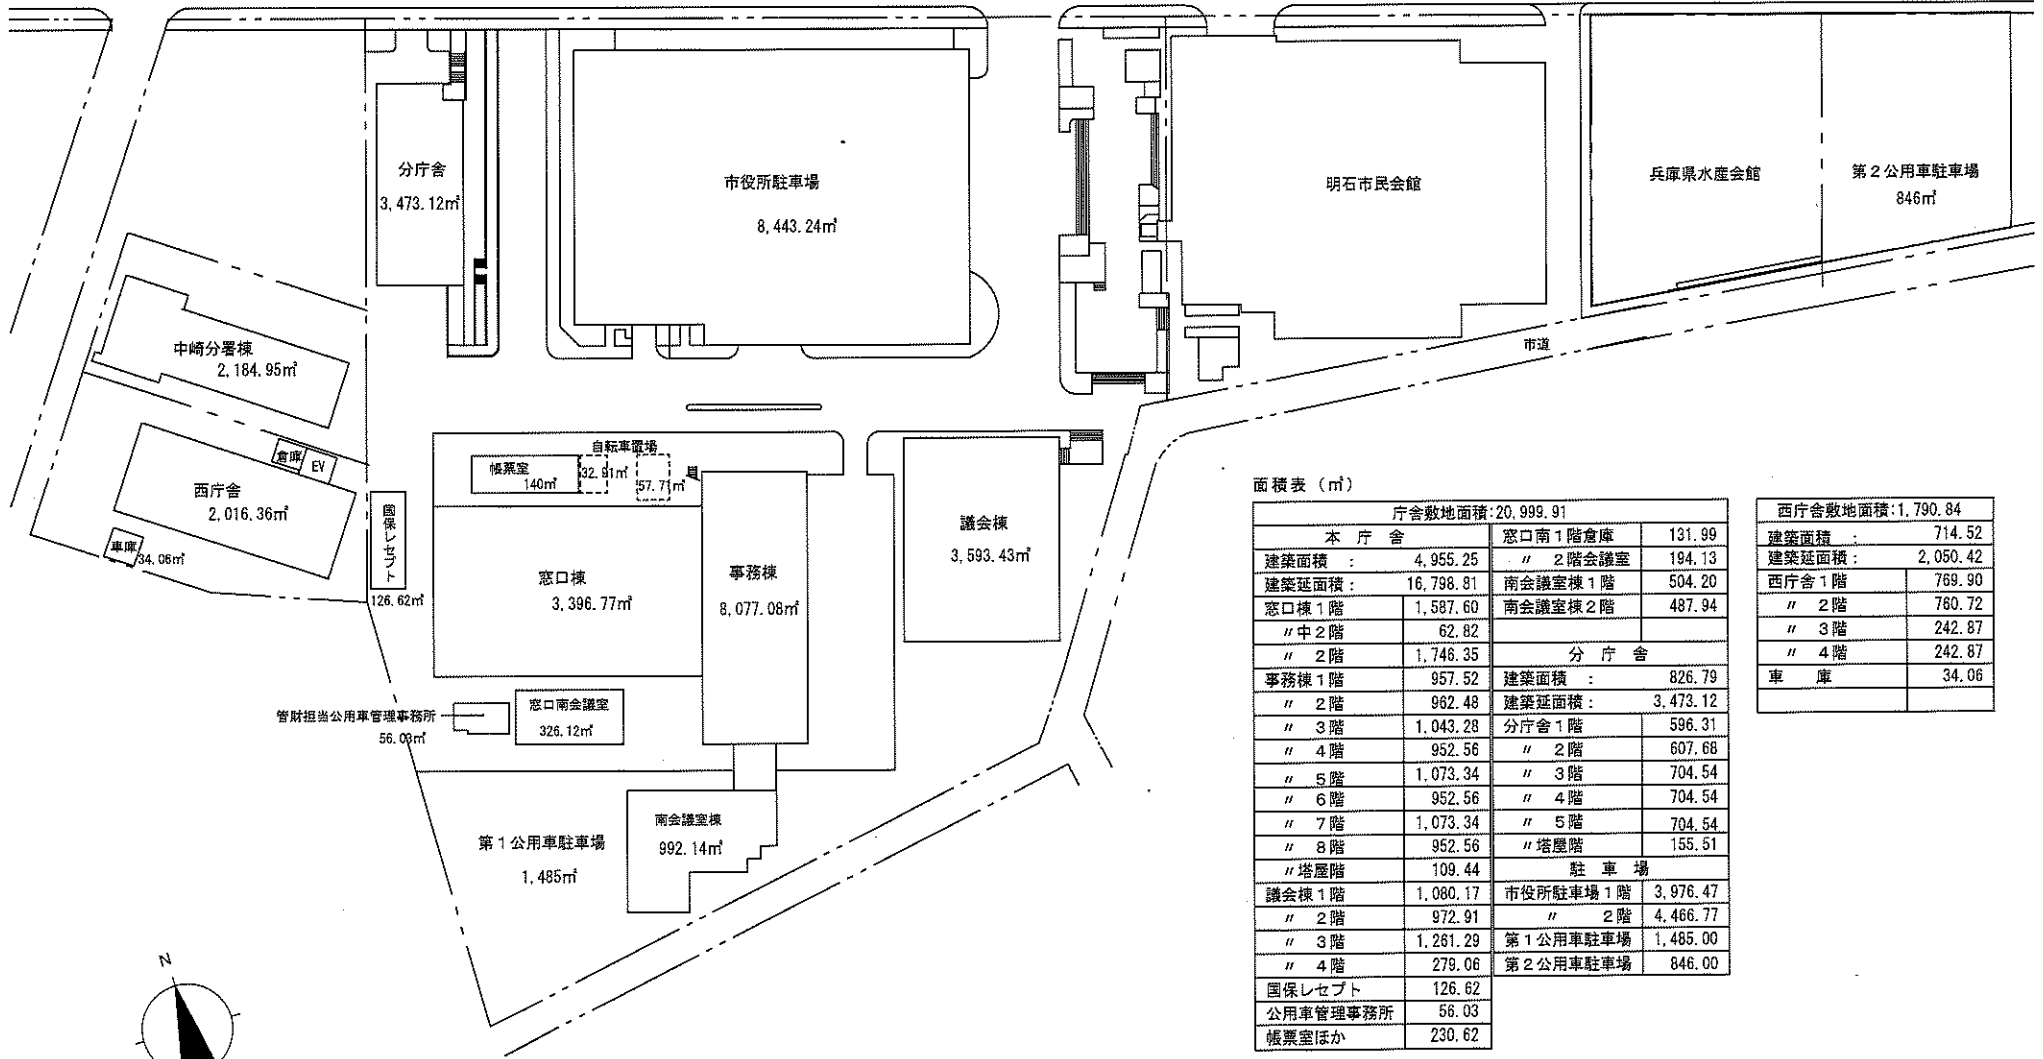 分庁舎
3,473.12㎡
市役所駐車場
8,443.24㎡
明石市民会館
兵庫県水産会館
第2公用車駐車場
846㎡
中崎分署棟
2,184.95㎡
市道
倉庫
EV
西庁舎
2,016.36㎡
車庫
34.06㎡
国保レセプト
126.62㎡
自転車置場
帳票室
140㎡
32.91㎡
57.71㎡
窓口棟
3,396.77㎡
事務棟
8,077.08㎡
議会棟
3,593.43㎡
管財担当公用車管理事務所
56.03㎡
窓口南会議室
326.12㎡
南会議室棟
992.14㎡
第1公用車駐車場
1,485㎡
N
面積表（㎡）
庁舎敷地面積:20,999.91
本庁舎
建築面積 : 4,955.25
建築延面積: 16,798.81
窓口棟1階 1,587.60
〃中2階 62.82
〃 2階 1,746.35
事務棟1階 957.52
〃 2階 962.48
〃 3階 1,043.28
〃 4階 952.56
〃 5階 1,073.34
〃 6階 952.56
〃 7階 1,073.34
〃 8階 952.56
〃塔屋階 109.44
議会棟1階 1,080.17
〃 2階 972.91
〃 3階 1,261.29
〃 4階 279.06
国保レセプト 126.62
公用車管理事務所 56.03
帳票室ほか 230.62
窓口南1階倉庫 131.99
〃 2階会議室 194.13
南会議室棟1階 504.20
南会議室棟2階 487.94
分庁舎
建築面積 : 826.79
建築延面積: 3,473.12
分庁舎1階 596.31
〃 2階 607.68
〃 3階 704.54
〃 4階 704.54
〃 5階 704.54
〃塔屋階 155.51
駐車場
市役所駐車場1階 3,976.47
〃 2階 4,466.77
第1公用車駐車場 1,485.00
第2公用車駐車場 846.00
西庁舎敷地面積:1,790.84
建築面積 : 714.52
建築延面積: 2,050.42
西庁舎1階 769.90
〃 2階 760.72
〃 3階 242.87
〃 4階 242.87
車庫 34.06